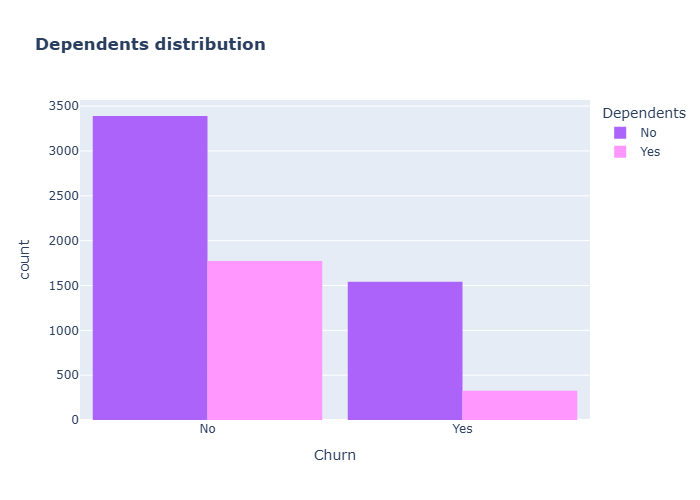 Dependents distribution
Dependents
No
Yes
3500
3000
2500
2000
1500
1000
500
0
count
No Yes
Churn